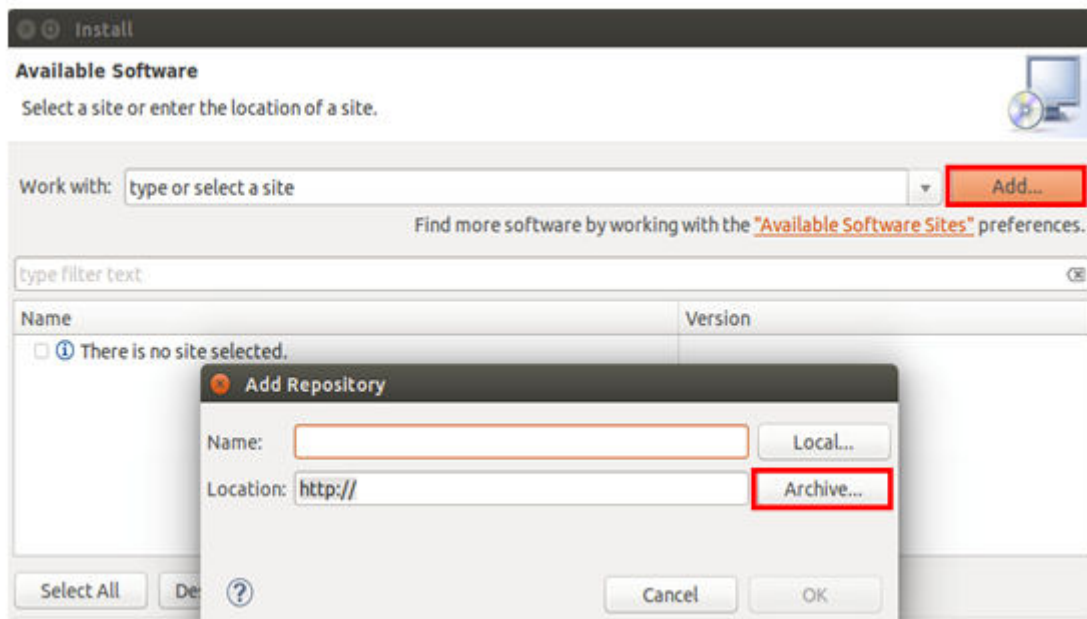 Install
Available Software
Select a site or enter the location of a site.
Work with: type or select a site Add...
Find more software by working with the "Available Software Sites" preferences.
type filter text
Name Version
There is no site selected.
Add Repository
Name: Local...
Location: http:// Archive...
Select All De
Cancel OK